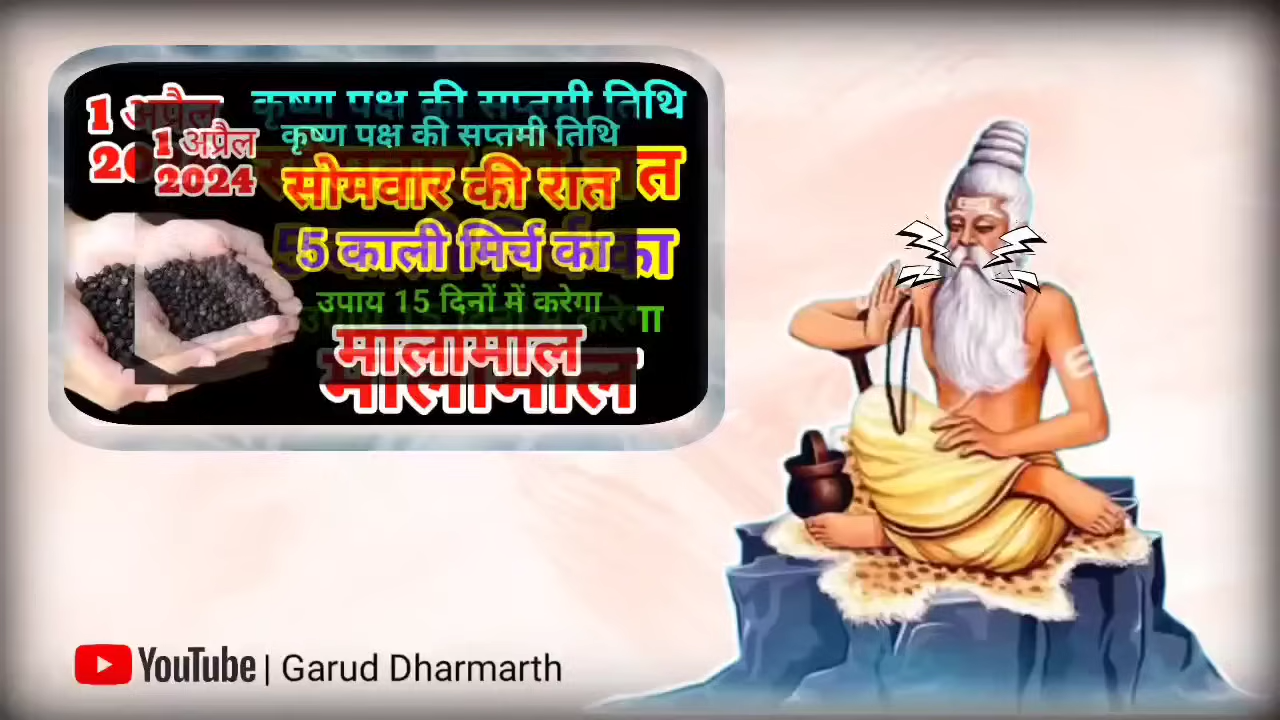 1 अप्रैल
2024
कृष्ण पक्ष की सप्तमी तिथि
सोमवार की रात
5 काली मिर्च का
उपाय 15 दिनों में करेगा
मालामाल
YouTube | Garud Dharmarth